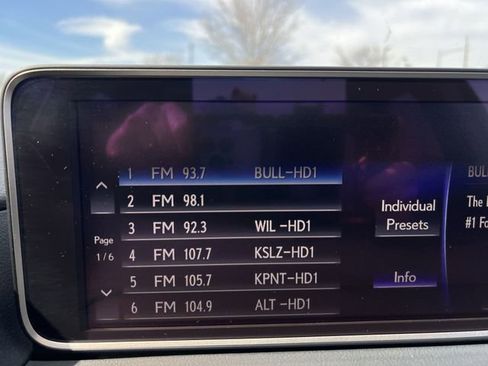 1 FM 93.7 BULL-HD1
2 FM 98.1
3 FM 92.3 WIL -HD1
4 FM 107.7 KSLZ-HD1
5 FM 105.7 KPNT-HD1
6 FM 104.9 ALT -HD1
Page
1/6
Individual
Presets
Info
BUL
The
#1 Fo